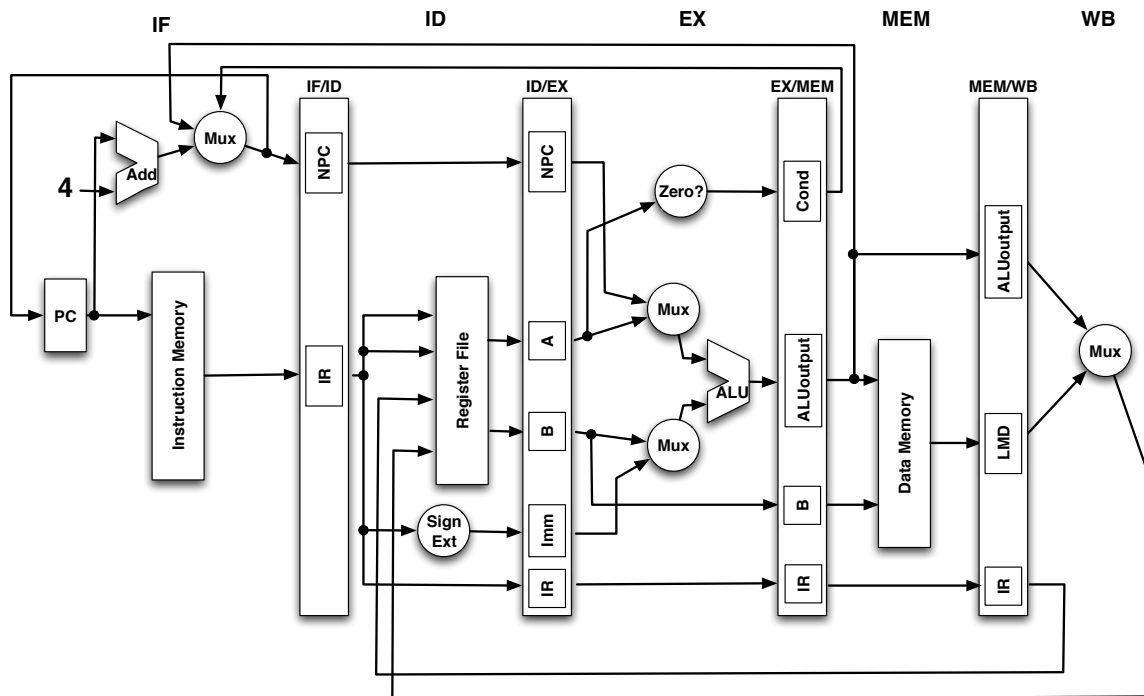 IF
ID
EX
MEM
WB
IF/ID
ID/EX
EX/MEM
MEM/WB
Mux
Add
4
PC
Instruction Memory
NPC
IR
Register File
Sign
Ext
NPC
A
B
Imm
IR
Zero?
Mux
Mux
ALU
Cond
ALUoutput
B
IR
Data Memory
ALUoutput
LMD
IR
Mux